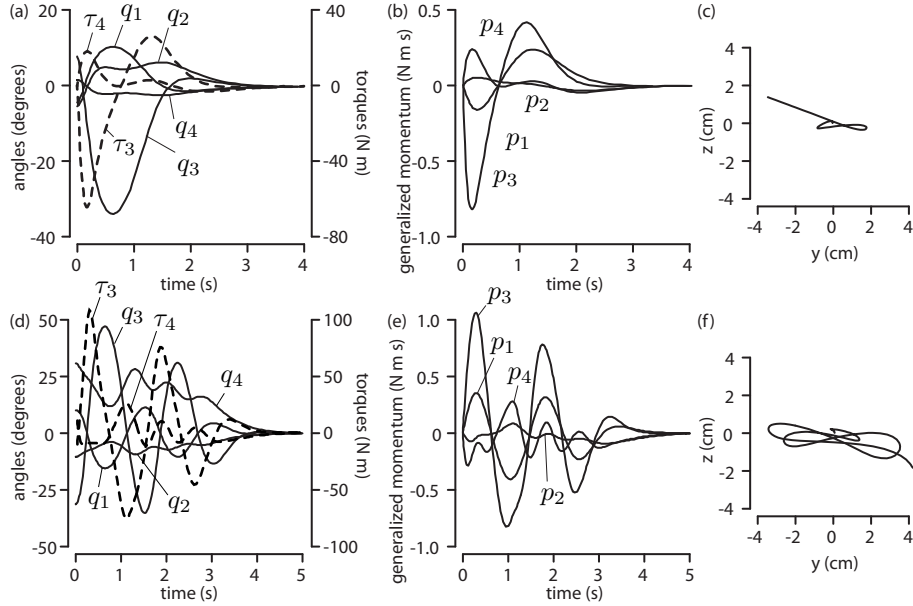 (a)
20
0
-20
-40
angles (degrees)
τ4
q1
q2
q4
τ3
q3
40
0
-40
-80
torques (N m)
0 1 2 3 4
time (s)
(b)
0.5
0
-0.5
-1.0
generalized momentum (N m s)
p4
p2
p1
p3
0 1 2 3 4
time (s)
(c)
4
2
0
-2
-4
z (cm)
-4 -2 0 2 4
y (cm)
(d)
50
25
0
-25
-50
angles (degrees)
τ3
q3
τ4
q4
q1
q2
100
50
0
-50
-100
torques (N m)
0 1 2 3 4 5
time (s)
(e)
1.0
0.5
0
-0.5
-1.0
generalized momentum (N m s)
p3
p1
p4
p2
0 1 2 3 4 5
time (s)
(f)
4
2
0
-2
-4
z (cm)
-4 -2 0 2 4
y (cm)